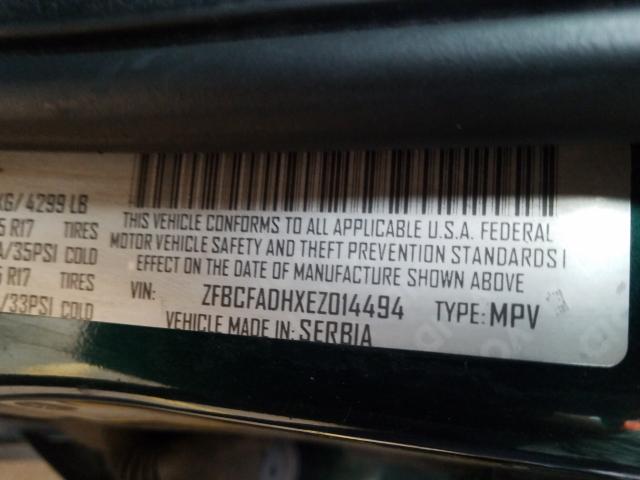 KG/ 4299 LB
5 R17 TIRES
A/35PSI COLD
5 R17 TIRES
/33PSI COLD
THIS VEHICLE CONFORMS TO ALL APPLICABLE U.S.A. FEDERAL
MOTOR VEHICLE SAFETY AND THEFT PREVENTION STANDARDS I
EFFECT ON THE DATE OF MANUFACTURE SHOWN ABOVE
VIN: ZFBCFADHXEZ014494 TYPE: MPV
VEHICLE MADE IN: SERBIA